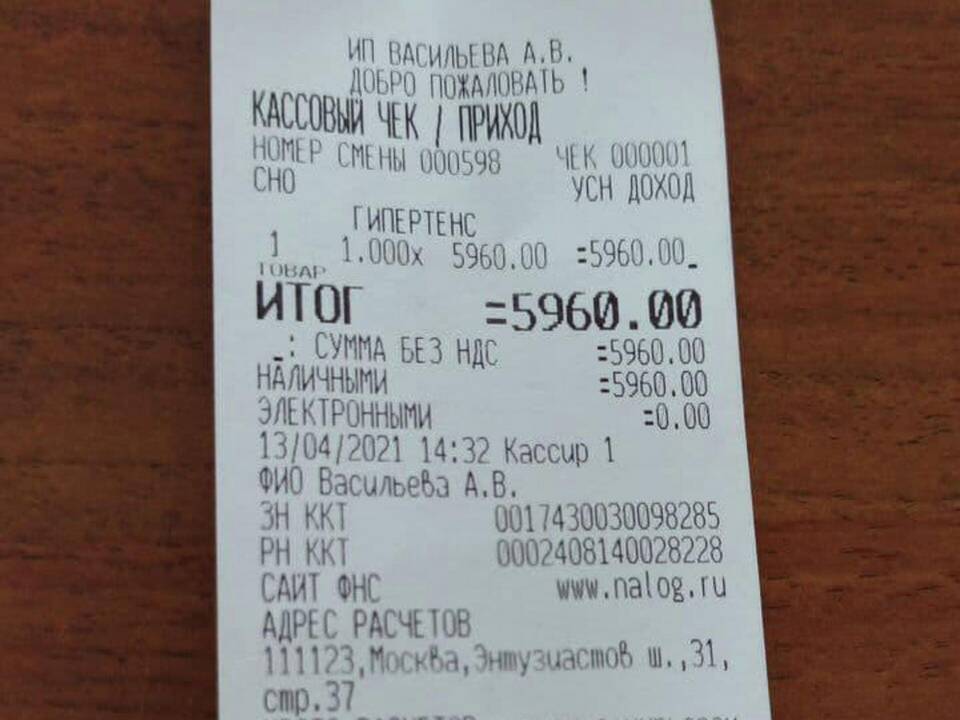 ИП ВАСИЛЬЕВА А.В.
ДОБРО ПОЖАЛОВАТЬ !
КАССОВЫЙ ЧЕК / ПРИХОД
НОМЕР СМЕНЫ 000598 ЧЕК 000001
СНО УСН ДОХОД
ГИПЕРТЕНС
1 1.000х 5960.00 =5960.00_
ТОВАР
ИТОГ =5960.00
_: СУММА БЕЗ НДС =5960.00
НАЛИЧНЫМИ =5960.00
ЭЛЕКТРОННЫМИ =0.00
13/04/2021 14:32 Кассир 1
ФИО Васильева А.В.
ЗН ККТ 0017430030098285
РН ККТ 0002408140028228
САЙТ ФНС www.nalog.ru
АДРЕС РАСЧЕТОВ
111123,Москва,Энтузиастов ш.,31,
стр.37